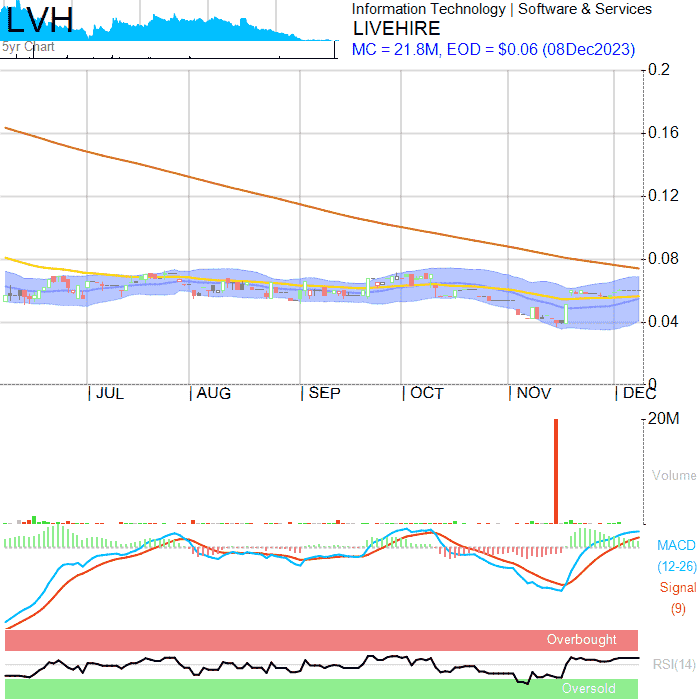 LVH
5yr Chart
Information Technology | Software & Services
LIVEHIRE
MC = 21.8M, EOD = $0.06 (08Dec2023)
0.2
0.16
0.12
0.08
0.04
0
| JUL | AUG | SEP | OCT | NOV | DEC
20M
Volume
MACD
(12-26)
Signal
(9)
Overbought
RSI(14)
Oversold